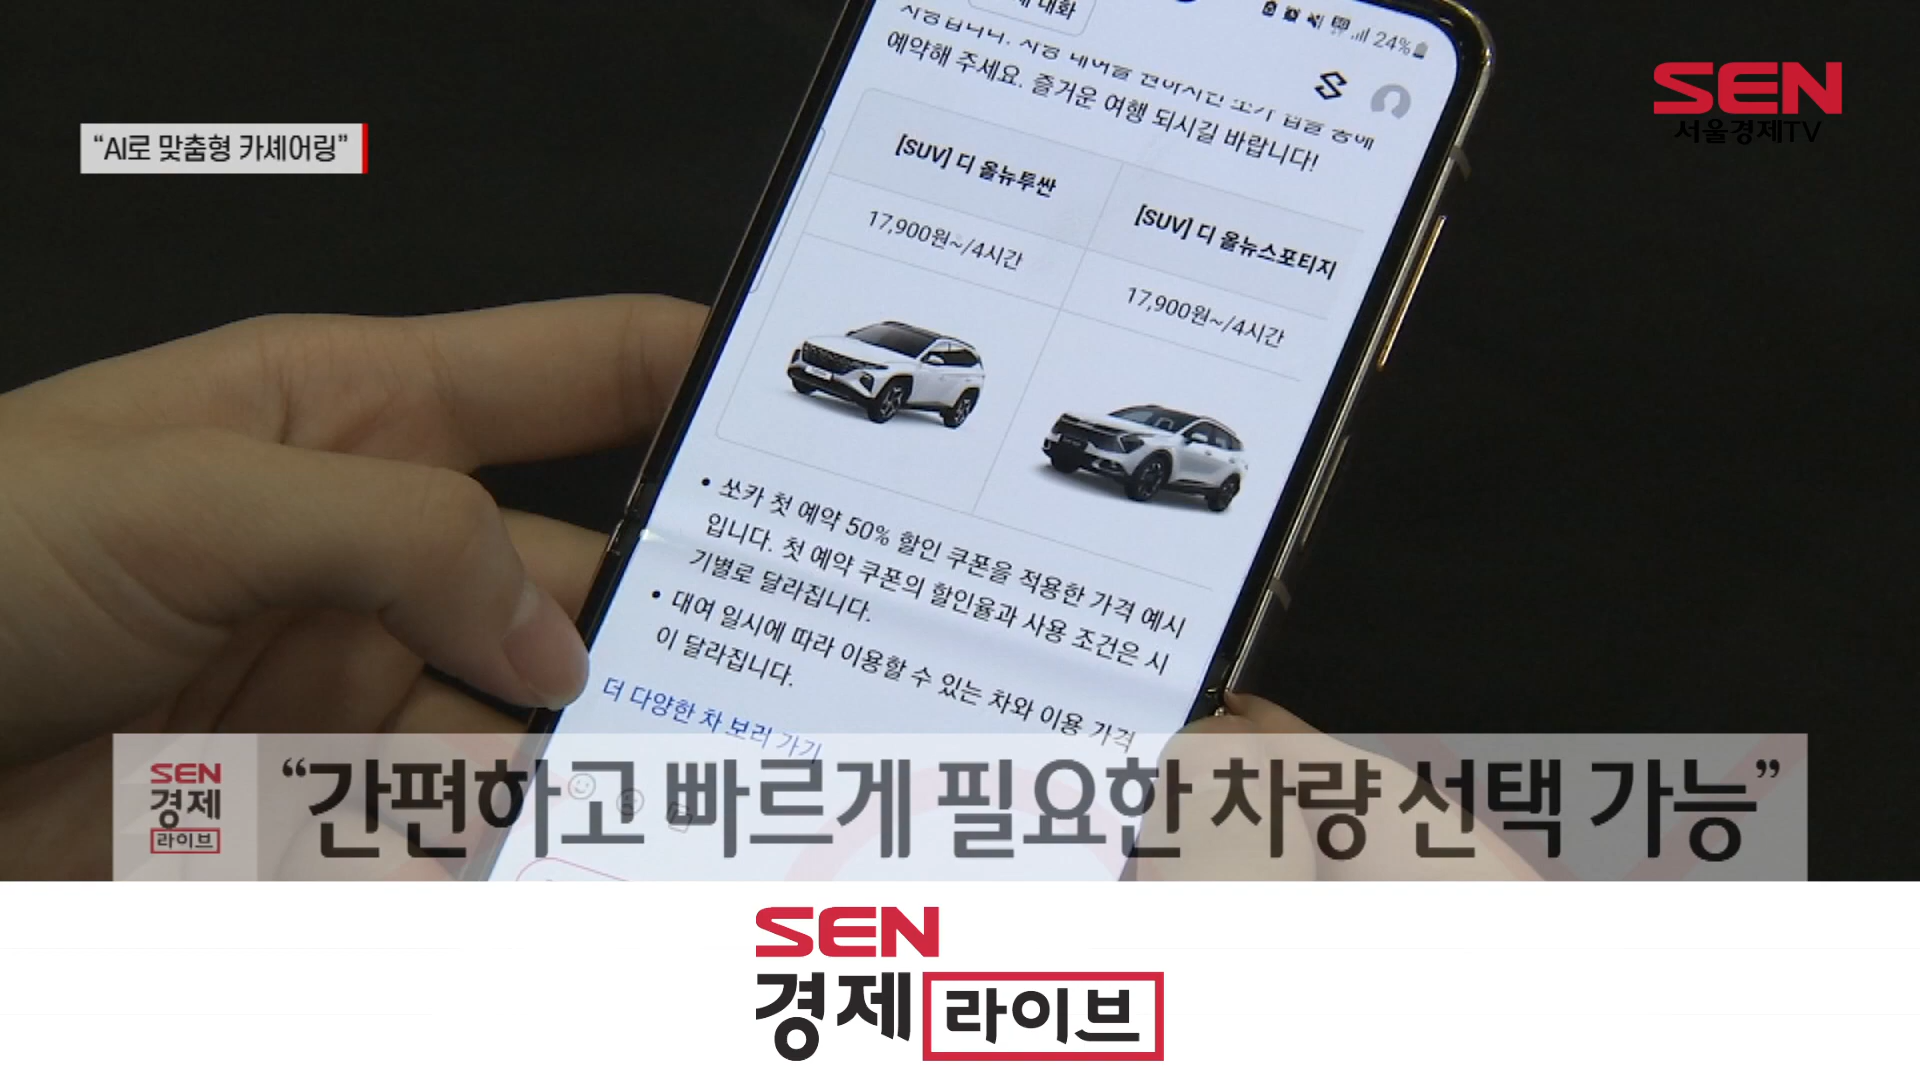 “AI로 맞춤형 카셰어링”
SEN
서울경제TV
대화
24%
예약해 주세요. 즐거운 여행 되시길 바랍니다!
[SUV] 디 올뉴투싼
[SUV] 디 올뉴스포티지
17,900원~/4시간
17,900원~/4시간
• 쏘카 첫 예약 50% 할인 쿠폰을 적용한 가격 예시
입니다. 첫 예약 쿠폰의 할인율과 사용 조건은 시
기별로 달라집니다.
• 대여 일시에 따라 이용할 수 있는 차와 이용 가격
이 달라집니다.
더 다양한 차 보러 가기
SEN
경제
라이브
“간편하고 빠르게 필요한 차량 선택 가능”
SEN
경제 라이브